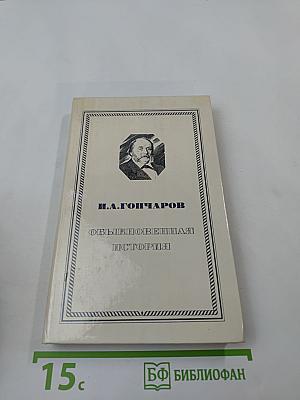 И.А.ГОНЧАРОВ
ОБЫКНОВЕННАЯ
ИСТОРИЯ
15с
БФ БИБЛИОФАН